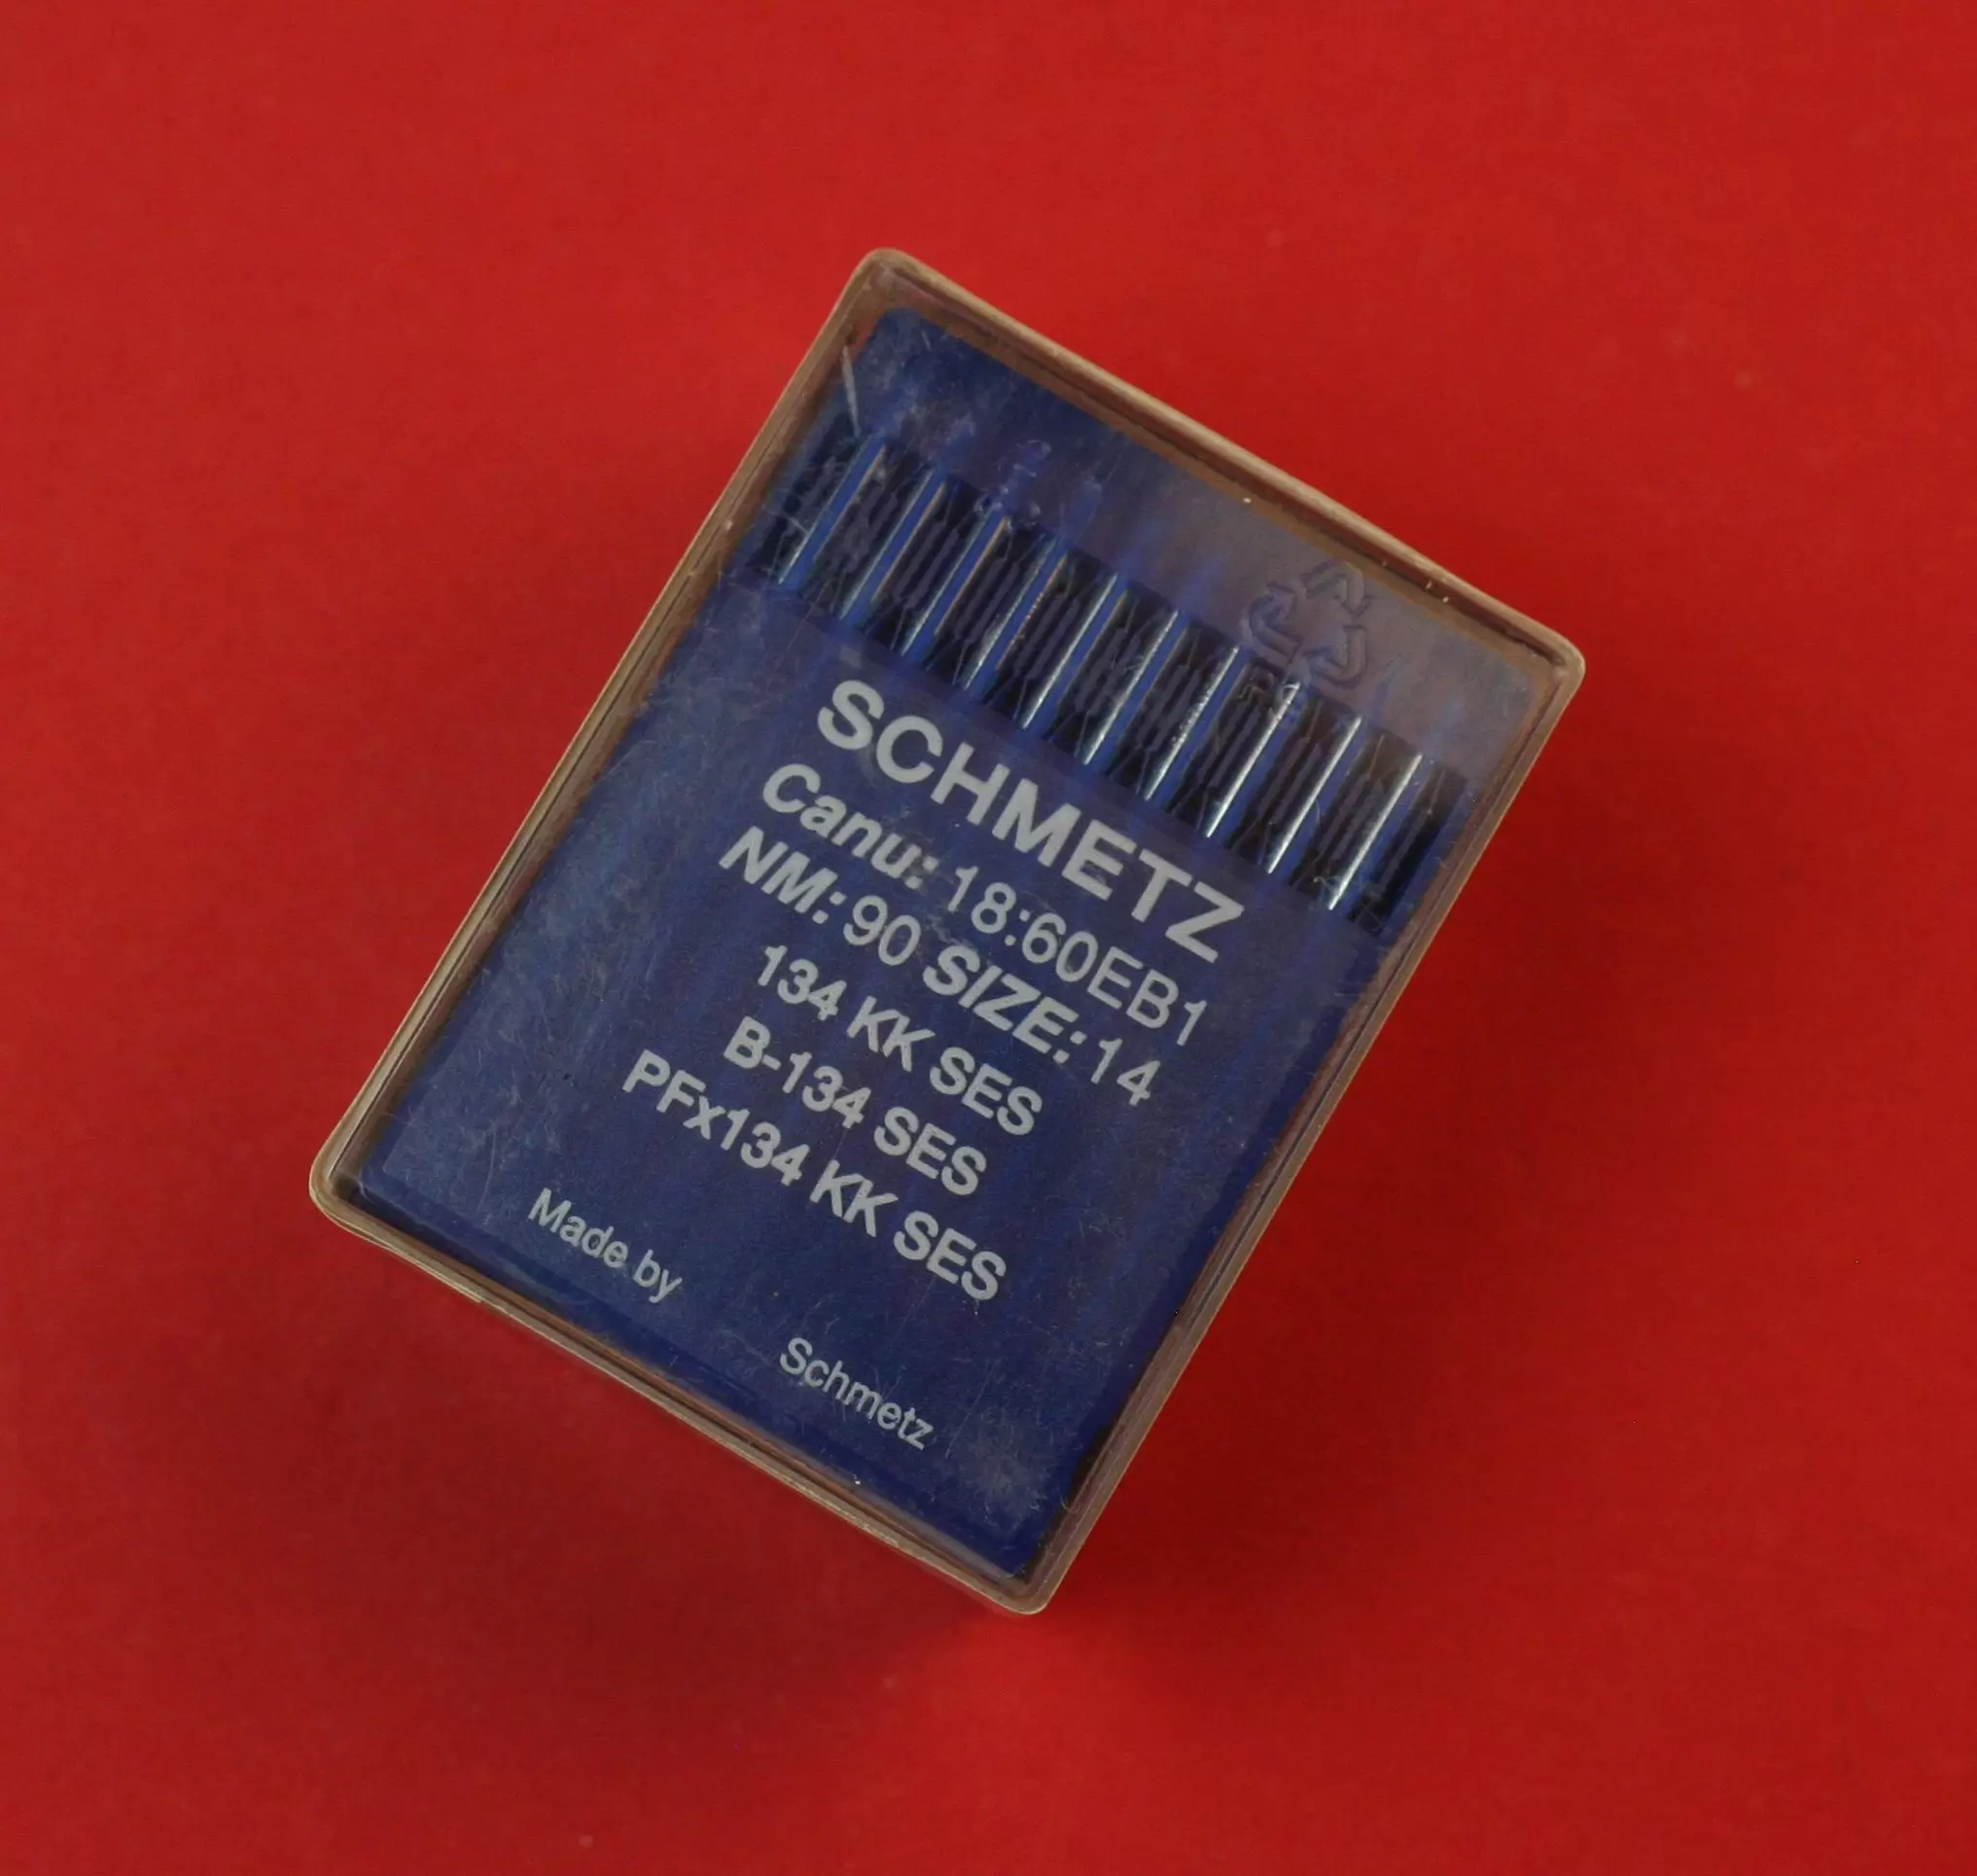 SCHMETZ
Canu: 18:60EB1
NM: 90 SIZE: 14
134 KK SES
B-134 SES
PFx134 KK SES
Made by
Schmetz